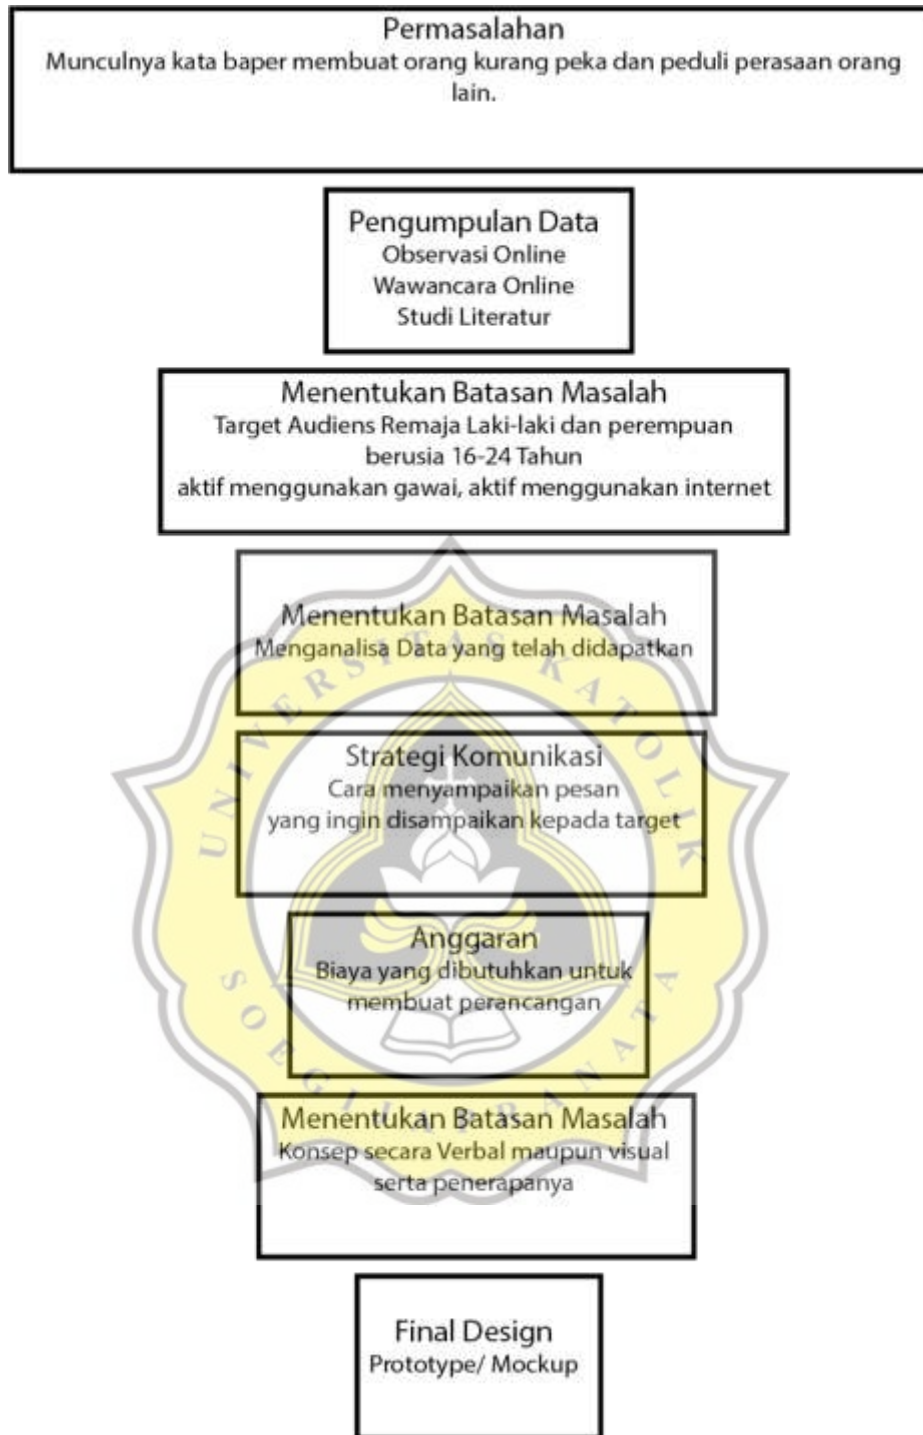 Permasalahan
Munculnya kata baper membuat orang kurang peka dan peduli perasaan orang
lain.
Pengumpulan Data
Observasi Online
Wawancara Online
Studi Literatur
Menentukan Batasan Masalah
Target Audiens Remaja Laki-laki dan perempuan
berusia 16-24 Tahun
aktif menggunakan gawai, aktif menggunakan internet
Menentukan Batasan Masalah
Menganalisa Data yang telah didapatkan
UNIVERSITAS KATOLIK
Strategi Komunikasi
Cara menyampaikan pesan
yang ingin disampaikan kepada target
Anggaran
Biaya yang dibutuhkan untuk
membuat perancangan
SOEGIJAPRANATA
Menentukan Batasan Masalah
Konsep secara Verbal maupun visual
serta penerapanya
Final Design
Prototype/ Mockup